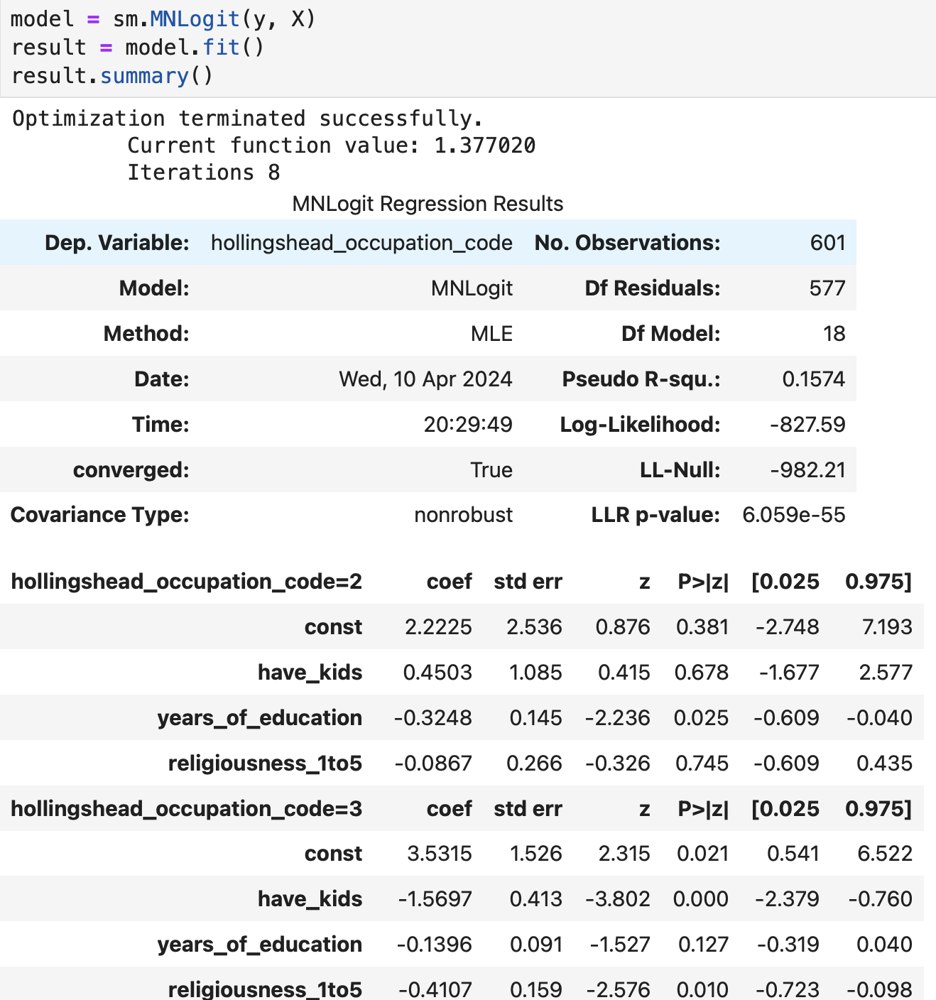 model = sm.MNLogit(y, X)
result = model.fit()
result.summary()
Optimization terminated successfully.
Current function value: 1.377020
Iterations 8
MNLogit Regression Results
Dep. Variable: hollingshead_occupation_code No. Observations: 601
Model: MNLogit Df Residuals: 577
Method: MLE Df Model: 18
Date: Wed, 10 Apr 2024 Pseudo R-squ.: 0.1574
Time: 20:29:49 Log-Likelihood: -827.59
converged: True LL-Null: -982.21
Covariance Type: nonrobust LLR p-value: 6.059e-55
hollingshead_occupation_code=2 coef std err z P>|z| [0.025 0.975]
const 2.2225 2.536 0.876 0.381 -2.748 7.193
have_kids 0.4503 1.085 0.415 0.678 -1.677 2.577
years_of_education -0.3248 0.145 -2.236 0.025 -0.609 -0.040
religiousness_1to5 -0.0867 0.266 -0.326 0.745 -0.609 0.435
hollingshead_occupation_code=3 coef std err z P>|z| [0.025 0.975]
const 3.5315 1.526 2.315 0.021 0.541 6.522
have_kids -1.5697 0.413 -3.802 0.000 -2.379 -0.760
years_of_education -0.1396 0.091 -1.527 0.127 -0.319 0.040
religiousness_1to5 -0.4107 0.159 -2.576 0.010 -0.723 -0.098